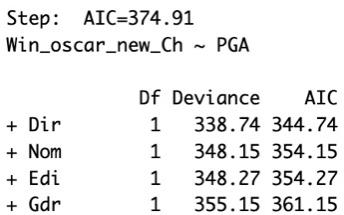 Step:  AIC=374.91
Win_oscar_new_Ch ~ PGA
Df Deviance    AIC
+ Dir   1   338.74 344.74
+ Nom   1   348.15 354.15
+ Edi   1   348.27 354.27
+ Gdr   1   355.15 361.15